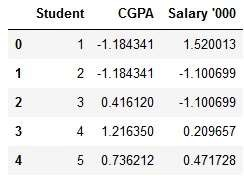 Student CGPA Salary '000
0 1 -1.184341 1.520013
1 2 -1.184341 -1.100699
2 3 0.416120 -1.100699
3 4 1.216350 0.209657
4 5 0.736212 0.471728